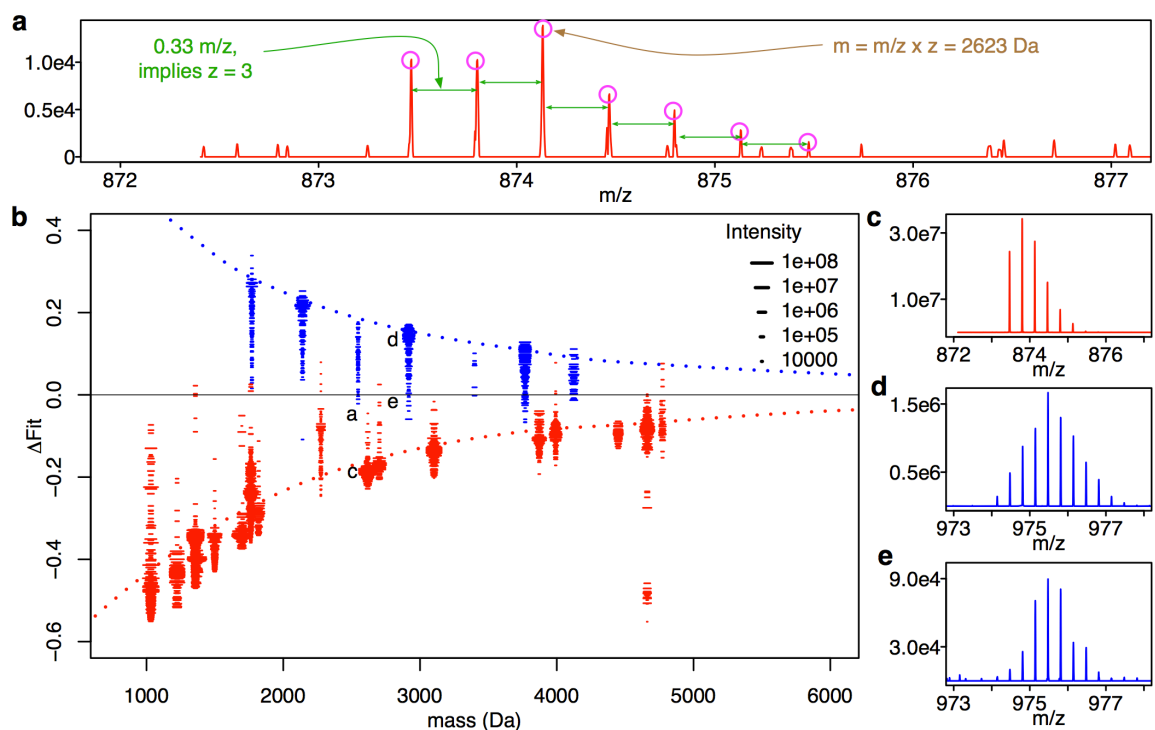 a
0.33 m/z,
implies z = 3
m = m/z x z = 2623 Da
1.0e4
0.5e4
0
872 873 874 875 876 877
m/z
b
ΔFit
0.4
0.2
0.0
−0.2
−0.4
−0.6
Intensity
1e+08
1e+07
1e+06
1e+05
10000
d
e
a
c
1000 2000 3000 4000 5000 6000
mass (Da)
c
3.0e7
1.0e7
872 874 876
m/z
d
1.5e6
0.5e6
973 975 977
m/z
e
9.0e4
3.0e4
973 975 977
m/z